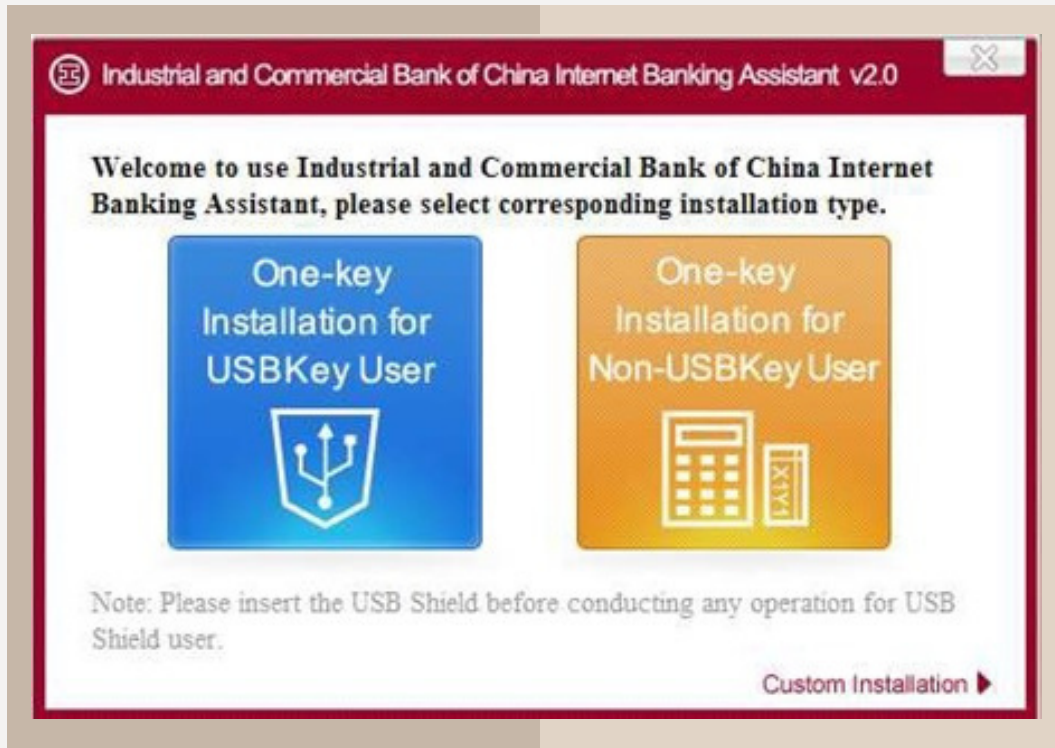 Industrial and Commercial Bank of China Internet Banking Assistant v2.0
Welcome to use Industrial and Commercial Bank of China Internet
Banking Assistant, please select corresponding installation type.
One-key
Installation for
USBKey User
One-key
Installation for
Non-USBKey User
X1Y1
Note: Please insert the USB Shield before conducting any operation for USB
Shield user.
Custom Installation